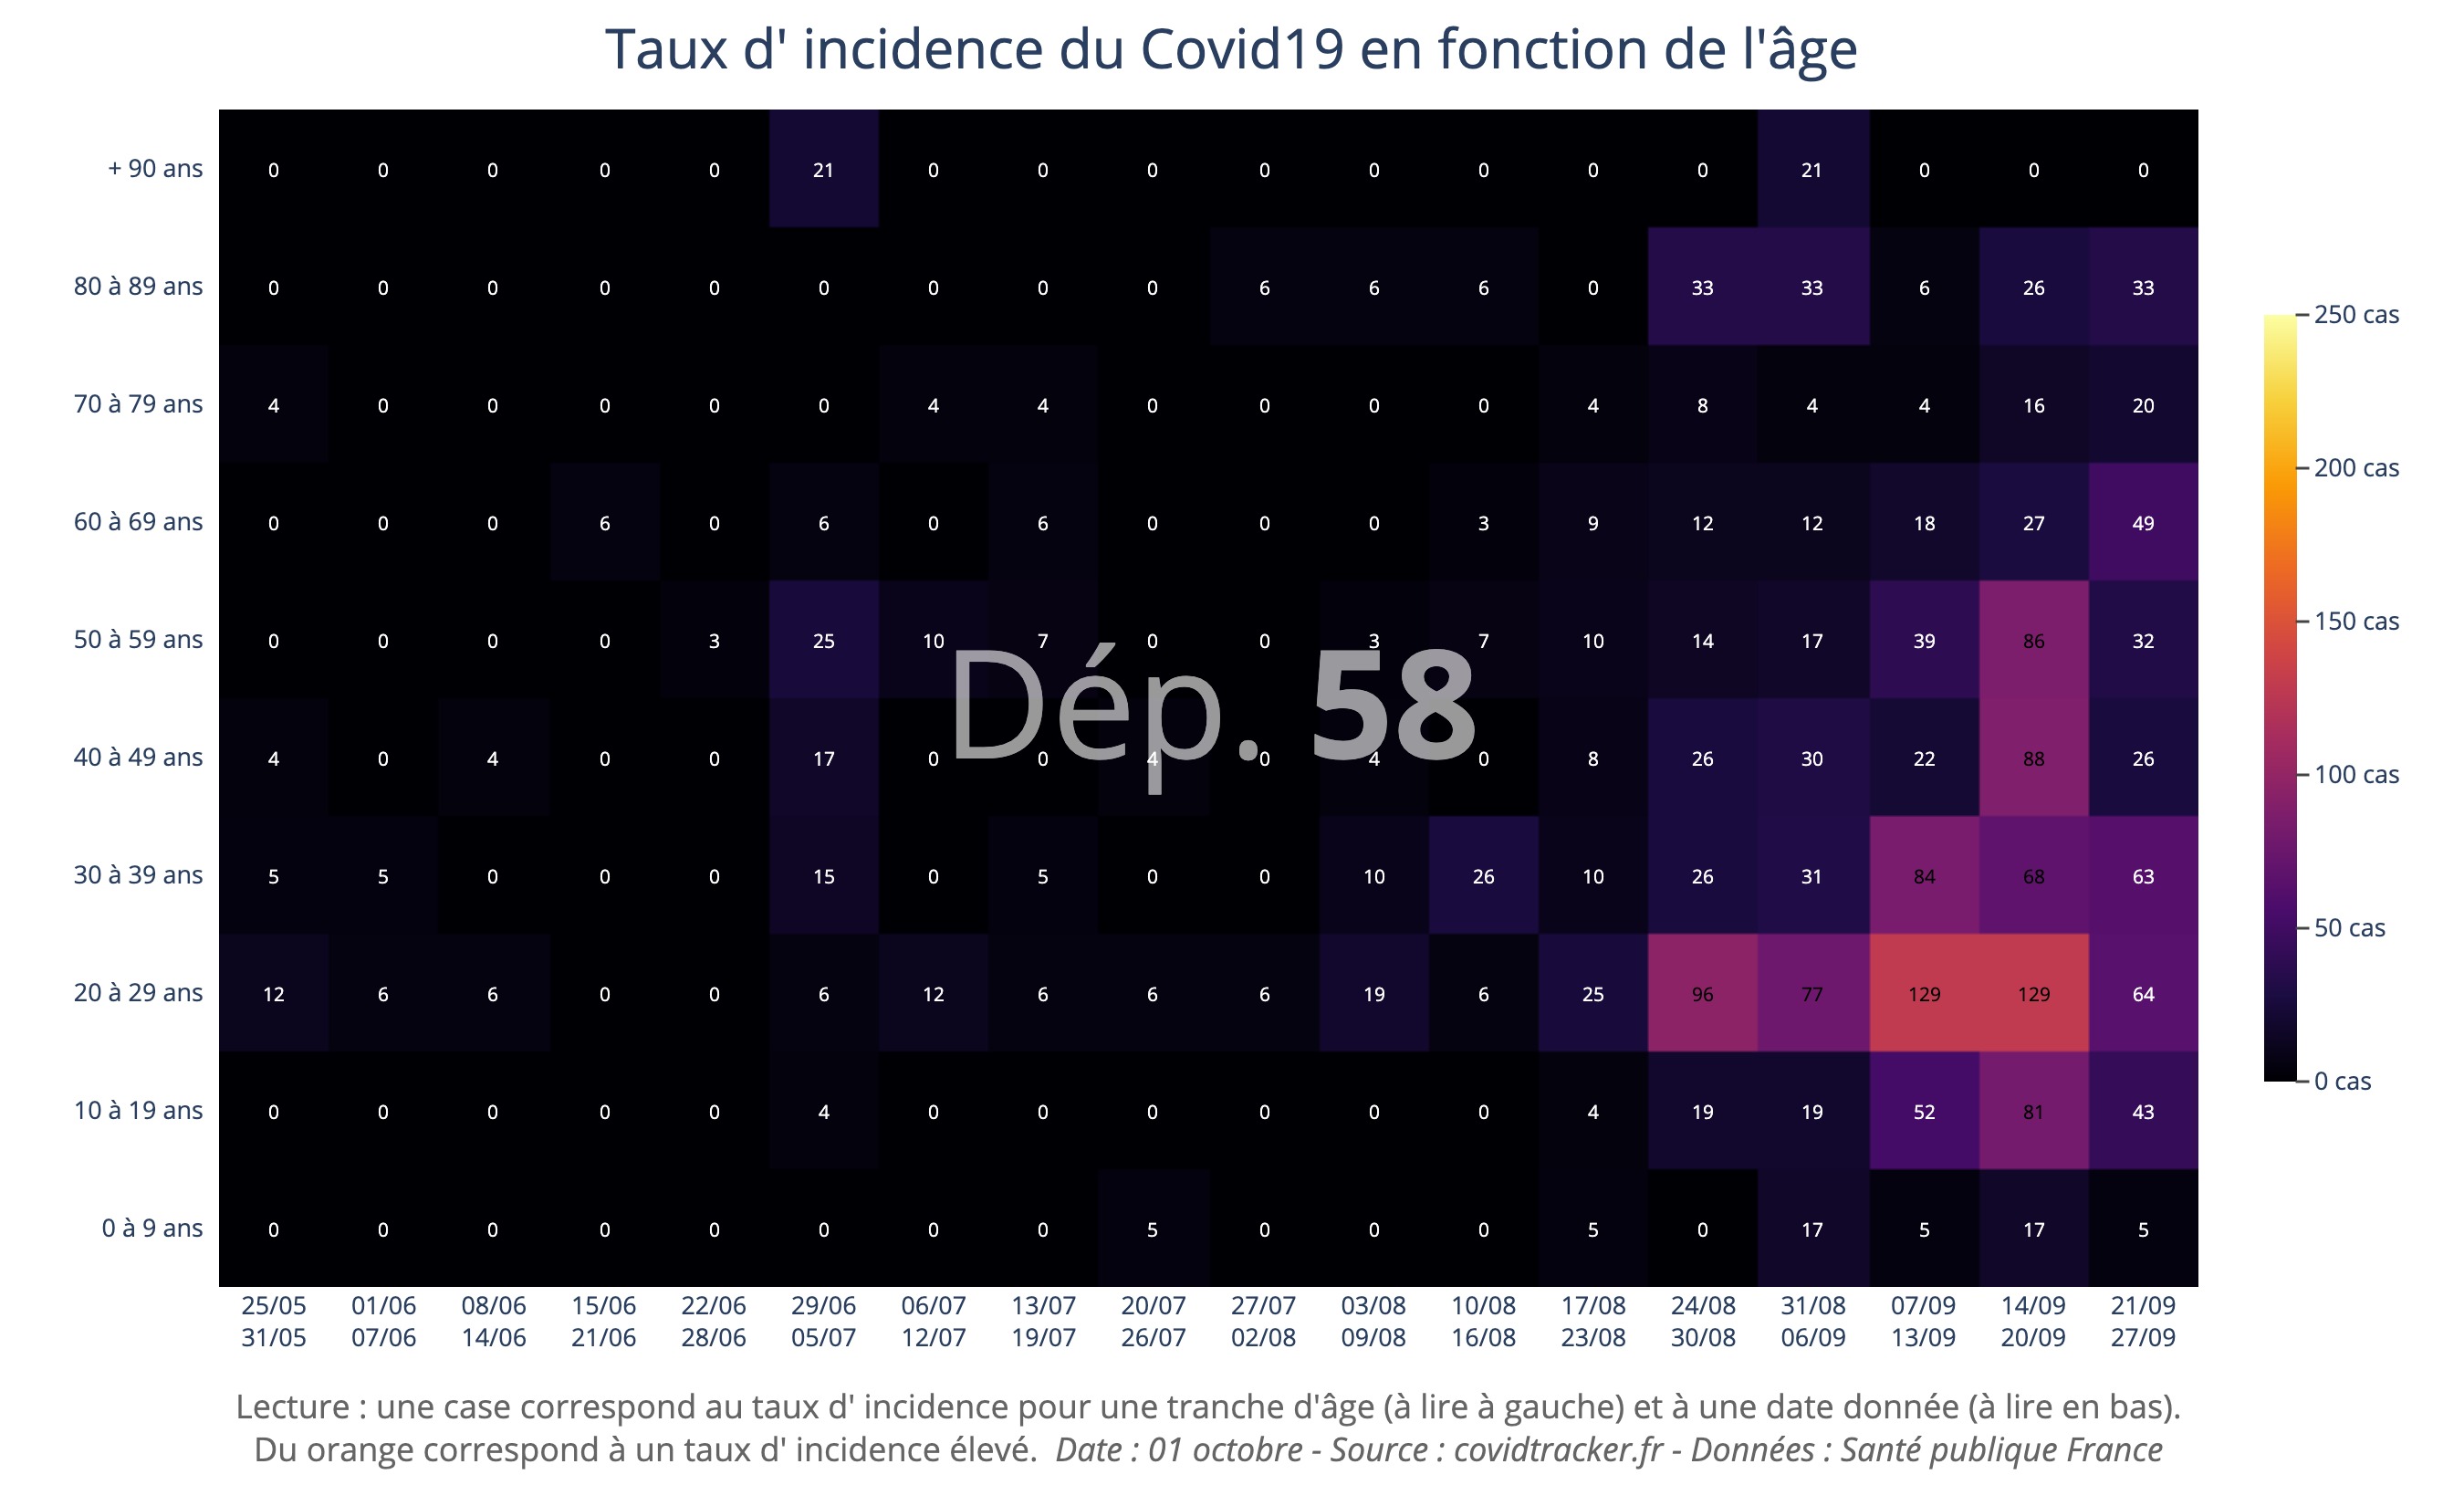 Taux d' incidence du Covid19 en fonction de l'âge
+ 90 ans 0 0 0 0 0 21 0 0 0 0 0 0 0 0 21 0 0 0
80 à 89 ans 0 0 0 0 0 0 0 0 0 6 6 6 0 33 33 6 26 33
70 à 79 ans 4 0 0 0 0 0 4 4 0 0 0 0 4 8 4 4 16 20
60 à 69 ans 0 0 0 6 0 6 0 6 0 0 0 3 9 12 12 18 27 49
50 à 59 ans 0 0 0 0 3 25 10 7 0 0 3 7 10 14 17 39 86 32
Dép. 58
40 à 49 ans 4 0 4 0 0 17 0 0 4 0 4 0 8 26 30 22 88 26
30 à 39 ans 5 5 0 0 0 15 0 5 0 0 10 26 10 26 31 84 68 63
20 à 29 ans 12 6 6 0 0 6 12 6 6 6 19 6 25 96 77 129 129 64
10 à 19 ans 0 0 0 0 0 4 0 0 0 0 0 0 4 19 19 52 81 43
0 à 9 ans 0 0 0 0 0 0 0 0 5 0 0 0 5 0 17 5 17 5
25/05 01/06 08/06 15/06 22/06 29/06 06/07 13/07 20/07 27/07 03/08 10/08 17/08 24/08 31/08 07/09 14/09 21/09
31/05 07/06 14/06 21/06 28/06 05/07 12/07 19/07 26/07 02/08 09/08 16/08 23/08 30/08 06/09 13/09 20/09 27/09
250 cas
200 cas
150 cas
100 cas
50 cas
0 cas
Lecture : une case correspond au taux d' incidence pour une tranche d'âge (à lire à gauche) et à une date donnée (à lire en bas).
Du orange correspond à un taux d' incidence élevé. Date : 01 octobre - Source : covidtracker.fr - Données : Santé publique France